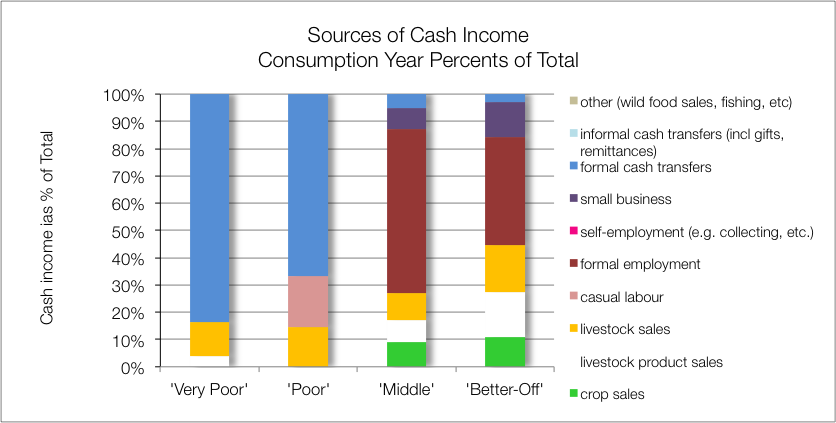 Sources of Cash Income
Consumption Year Percents of Total
Cash income ias % of Total
100%
90%
80%
70%
60%
50%
40%
30%
20%
10%
0%
'Very Poor'
'Poor'
'Middle'
'Better-Off'
other (wild food sales, fishing, etc)
informal cash transfers (incl gifts,
remittances)
formal cash transfers
small business
self-employment (e.g. collecting, etc.)
formal employment
casual labour
livestock sales
livestock product sales
crop sales